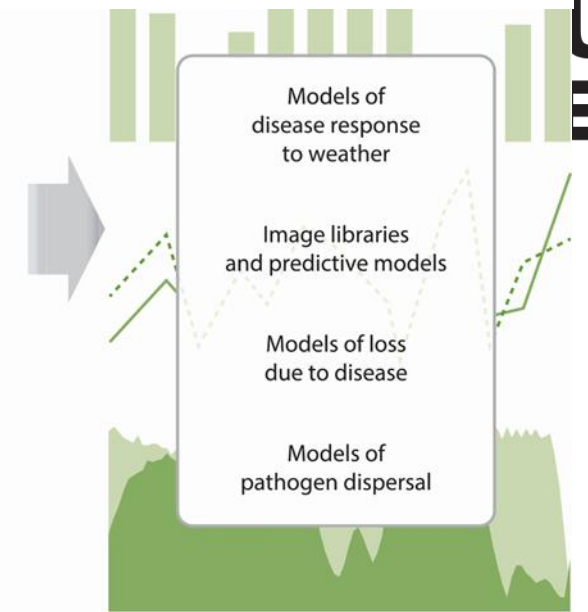 Models of
disease response
to weather
Image libraries
and predictive models
Models of loss
due to disease
Models of
pathogen dispersal